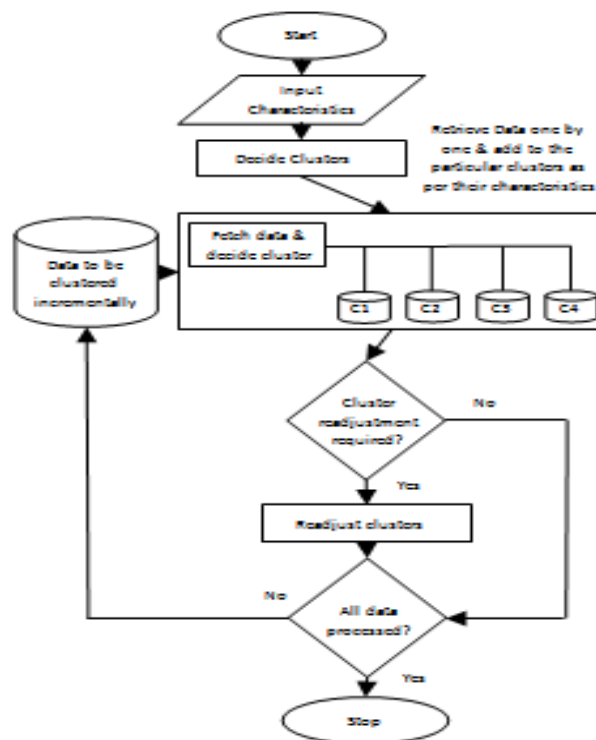 Start
Input
Characteristics
Decide Clusters
Retrieve Data one by
one & add to the
particular clusters as
per their characteristics
Fetch data &
decide cluster
Data to be
clustered
incrementally
C1
C2
C3
C4
Cluster
readjustment
required?
No
Yes
Readjust clusters
No
All data
processed?
Yes
Stop